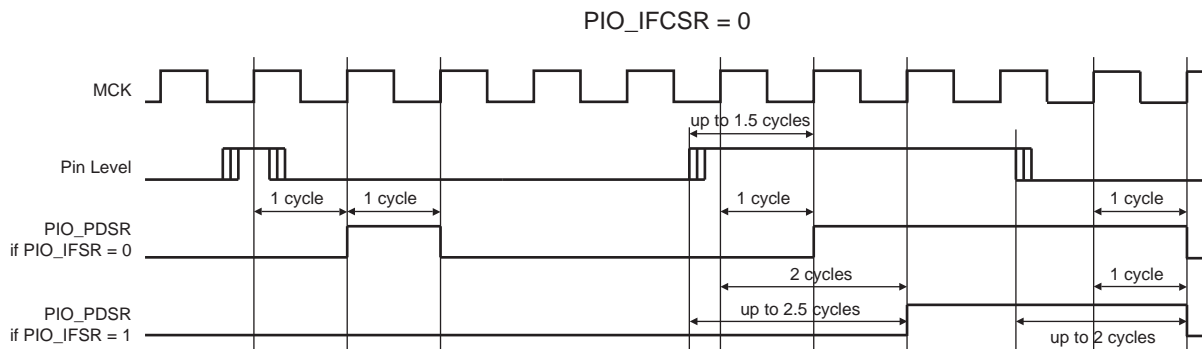 PIO_IFCSR = 0
MCK
up to 1.5 cycles
Pin Level
1 cycle
1 cycle
1 cycle
1 cycle
PIO_PDSR
if PIO_IFSR = 0
2 cycles
1 cycle
PIO_PDSR
if PIO_IFSR = 1
up to 2.5 cycles
up to 2 cycles